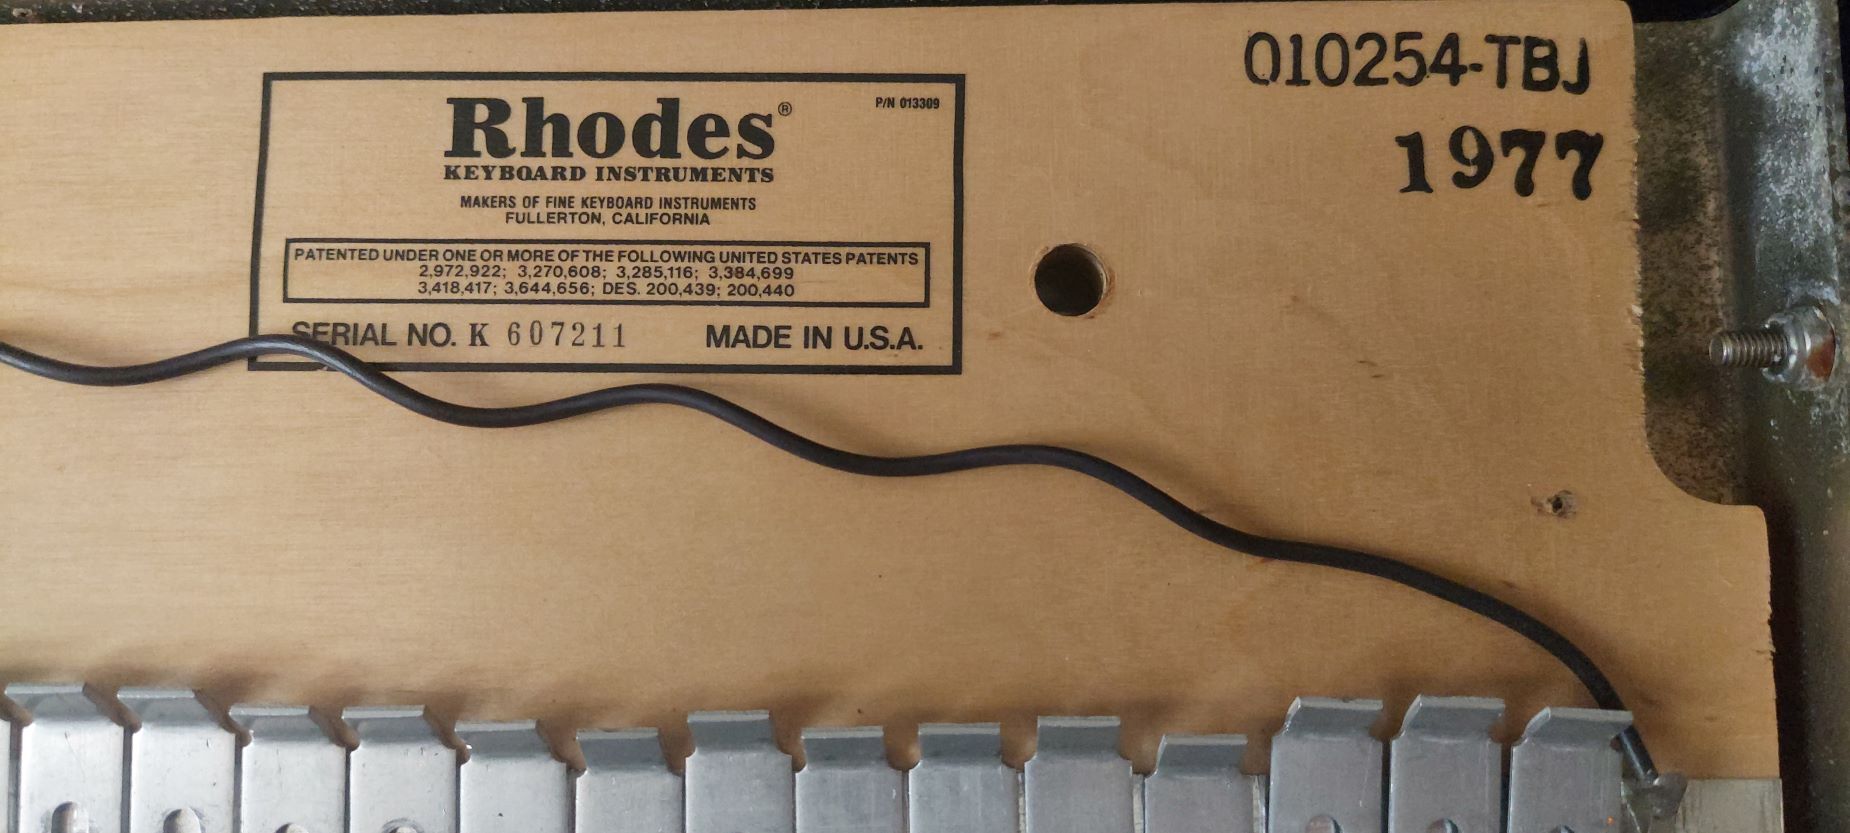 010254-TBJ
1977
Rhodes®
P/N 013309
KEYBOARD INSTRUMENTS
MAKERS OF FINE KEYBOARD INSTRUMENTS
FULLERTON, CALIFORNIA
PATENTED UNDER ONE OR MORE OF THE FOLLOWING UNITED STATES PATENTS
2,972,922; 3,270,608; 3,285,116; 3,384,699
3,418,417; 3,644,656; DES. 200,439; 200,440
SERIAL NO. K 607211 MADE IN U.S.A.